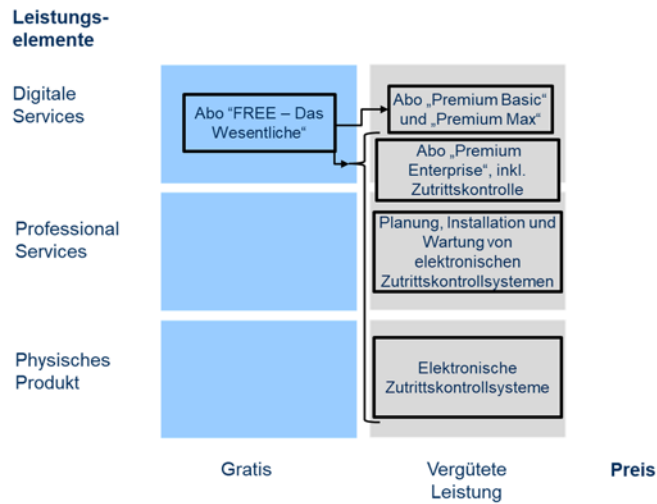 Leistungs-
elemente
Digitale
Services
Abo “FREE – Das
Wesentliche“
Abo „Premium Basic“
und „Premium Max“
Abo „Premium
Enterprise“, inkl.
Zutrittskontrolle
Professional
Services
Planung, Installation und
Wartung von
elektronischen
Zutrittskontrollsystemen
Physisches
Produkt
Elektronische
Zutrittskontrollsysteme
Gratis
Vergütete
Leistung
Preis